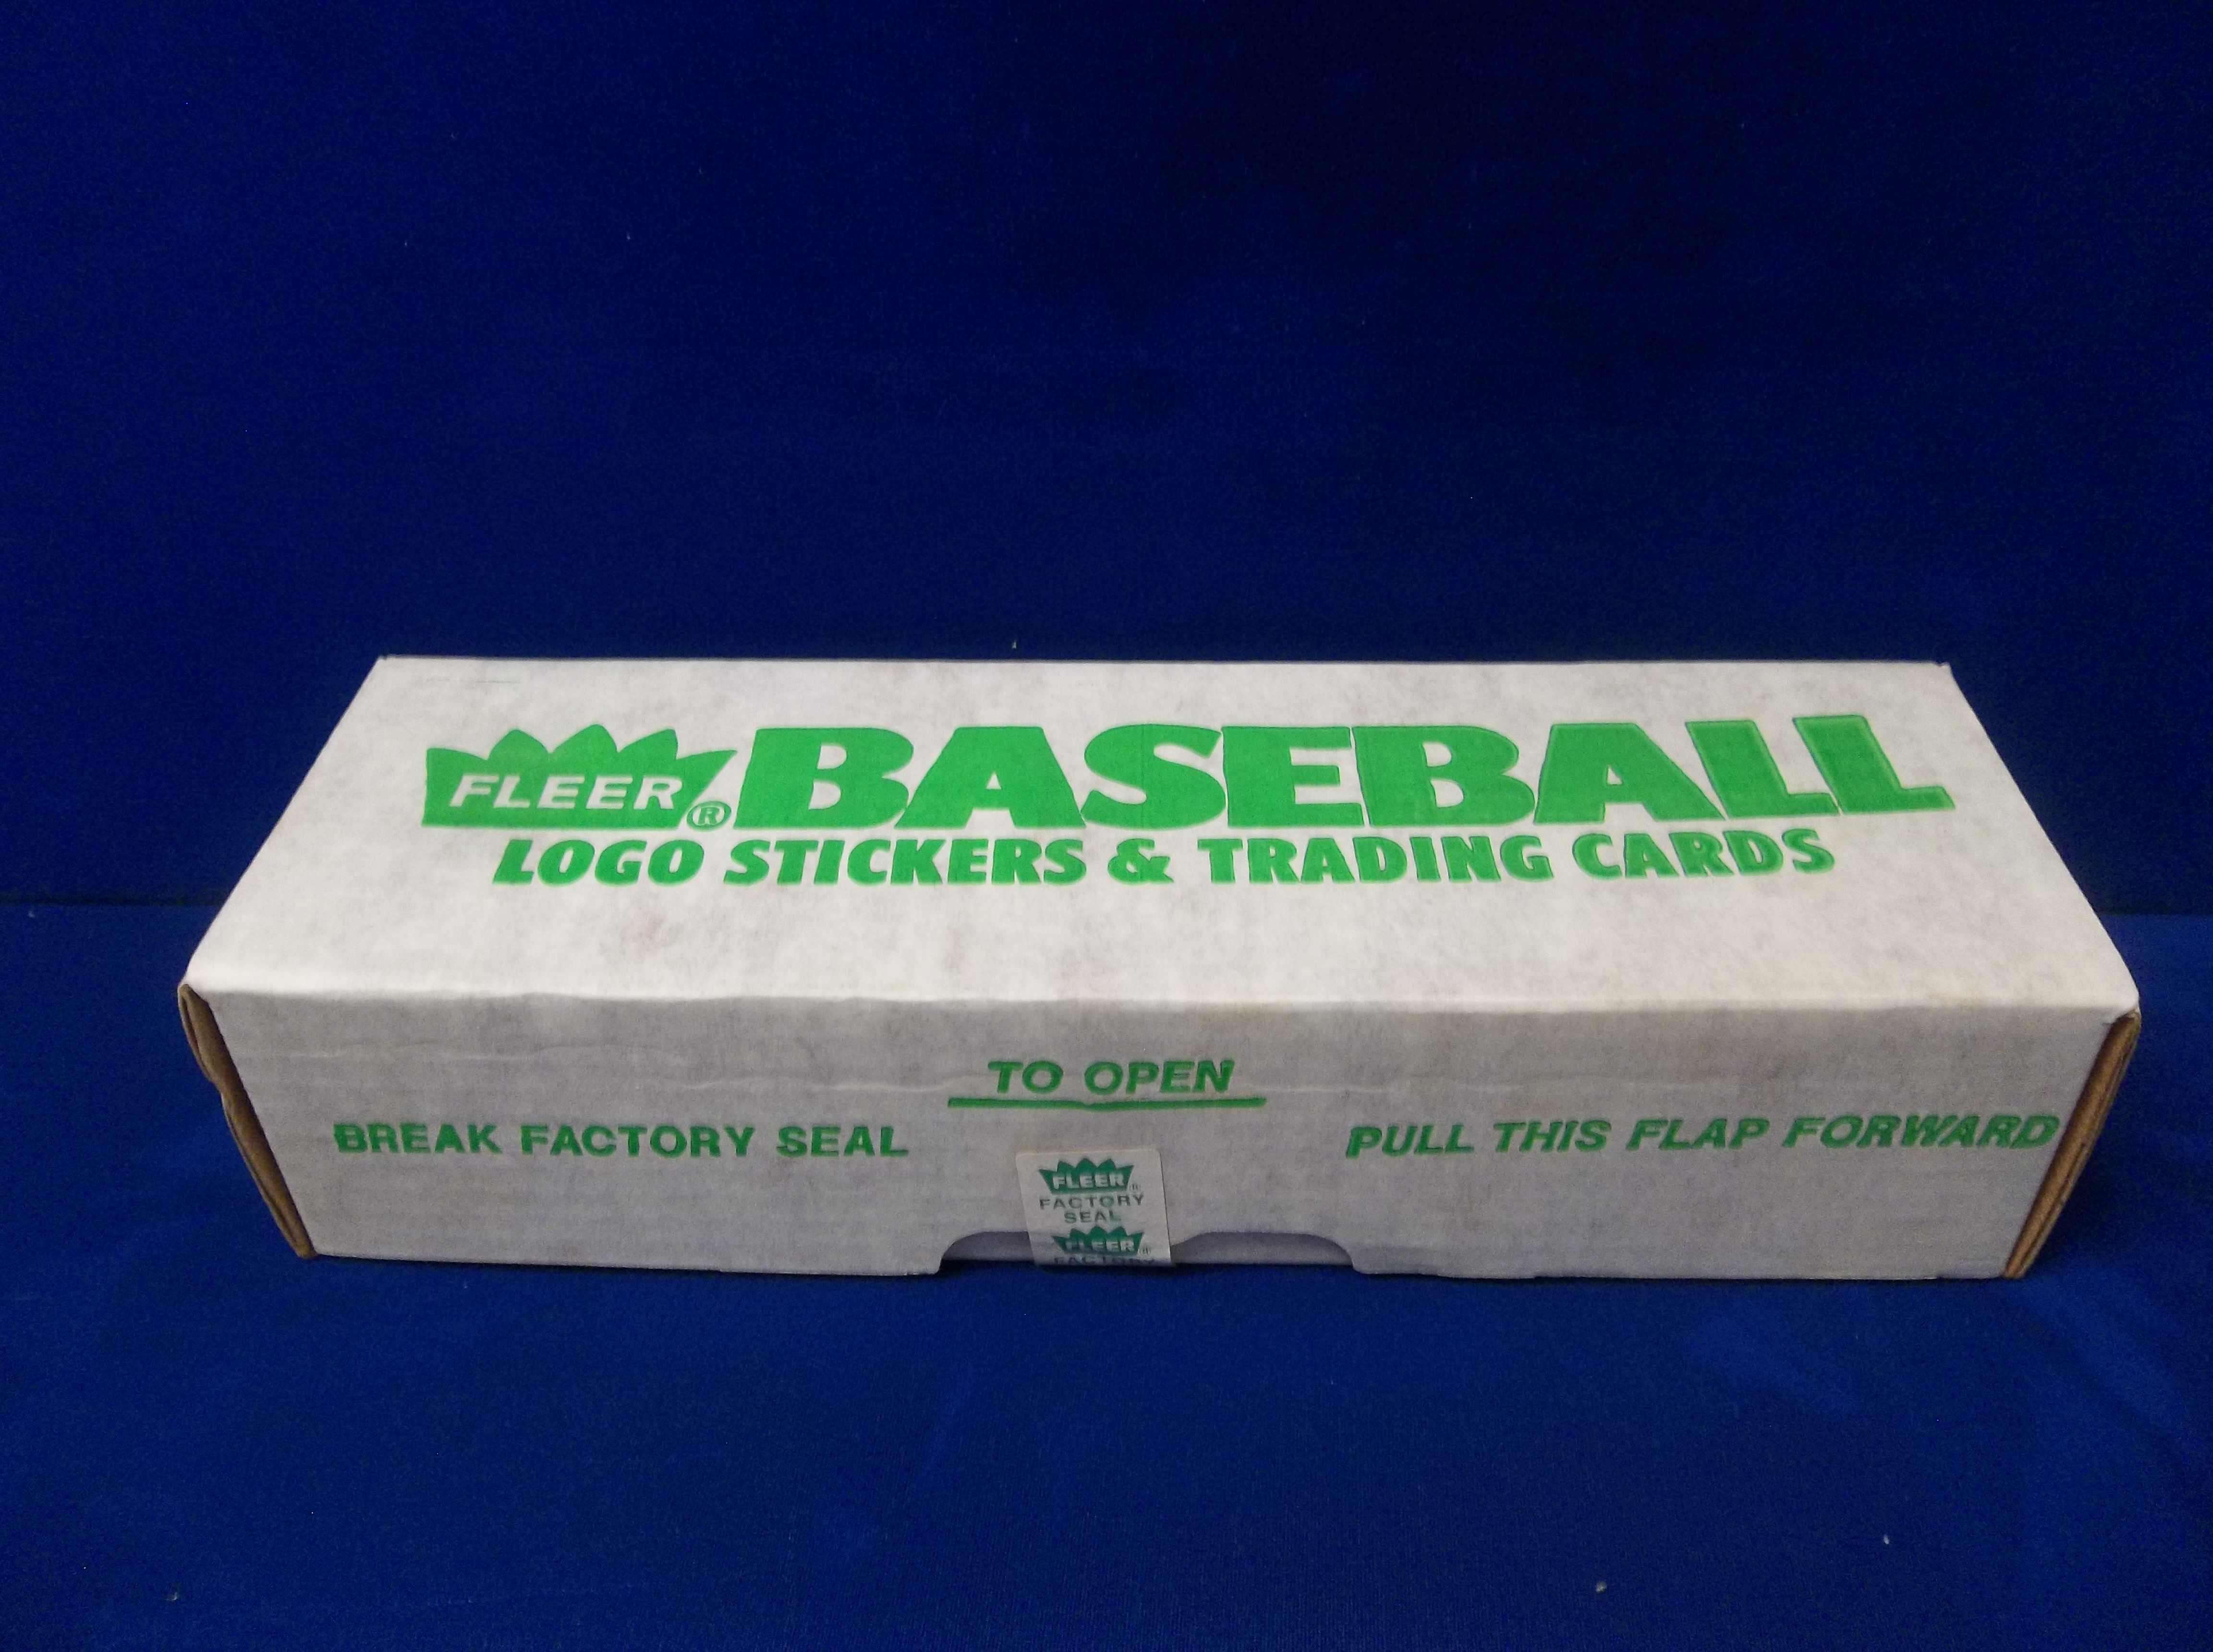 FLEER® BASEBALL
LOGO STICKERS & TRADING CARDS
TO OPEN
BREAK FACTORY SEAL
PULL THIS FLAP FORWARD
FLEER®
FACTORY
SEAL
FLEER®
FACTORY